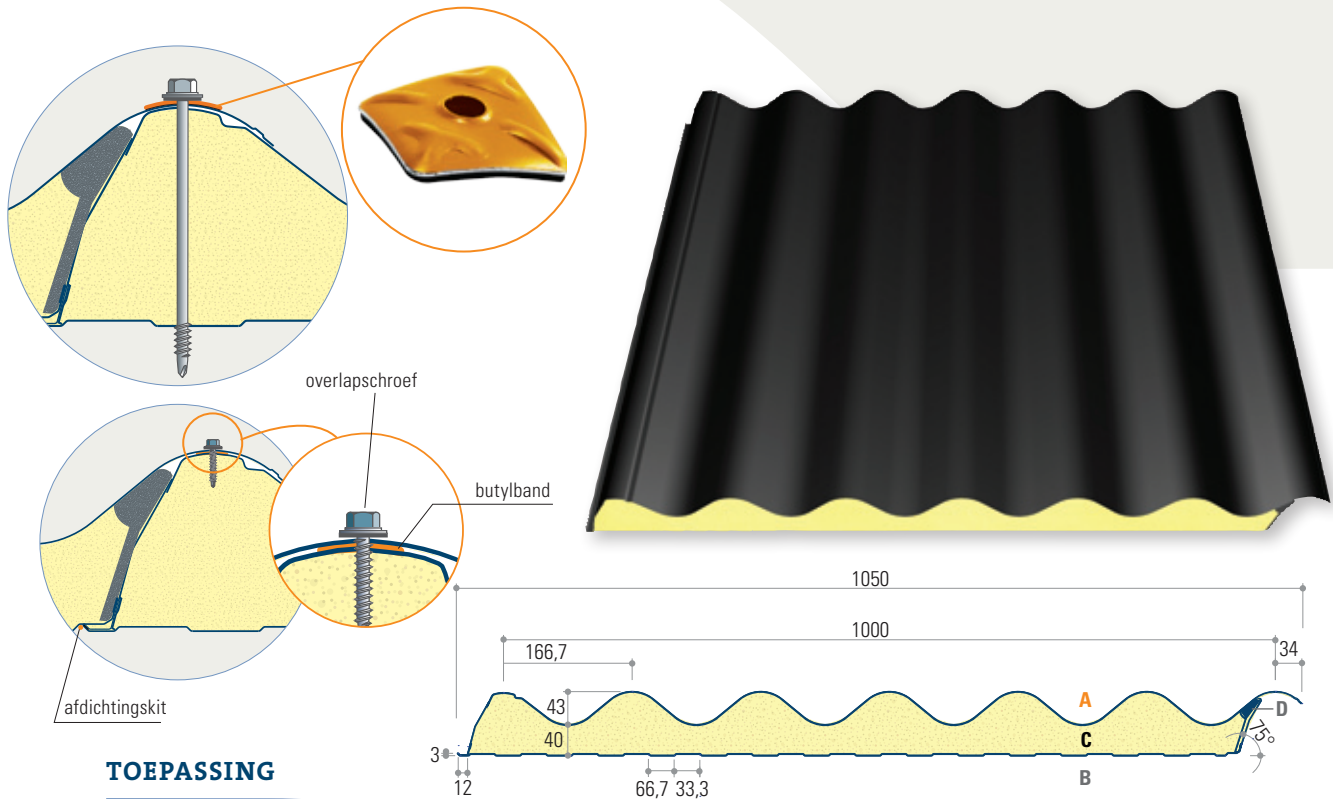 overlapschroef
butylband
afdichtingskit
1050
1000
166,7
34
43
A
D
40
C
75°
3
B
12
66,7 33,3
TOEPASSING